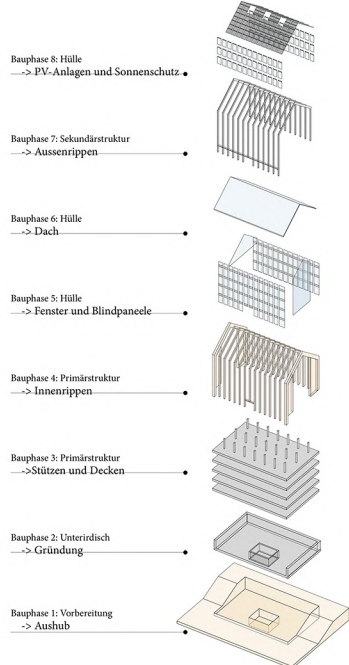 Bauphase 8: Hülle
-> PV-Anlagen und Sonnenschutz
Bauphase 7: Sekundärstruktur
-> Aussenrippen
Bauphase 6: Hülle
-> Dach
Bauphase 5: Hülle
-> Fenster und Blindpaneele
Bauphase 4: Primärstruktur
-> Innenrippen
Bauphase 3: Primärstruktur
->Stützen und Decken
Bauphase 2: Unterirdisch
-> Gründung
Bauphase 1: Vorbereitung
-> Aushub